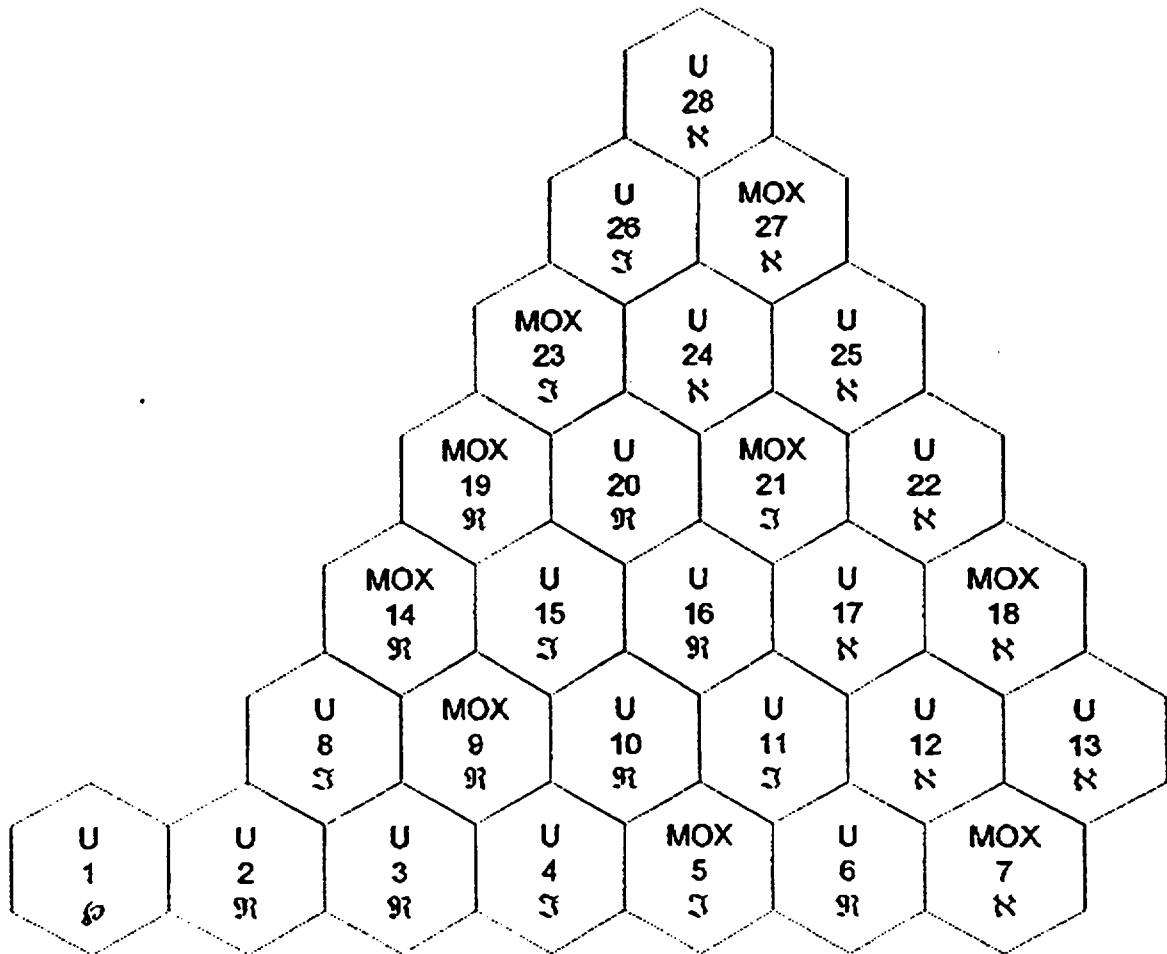 U
28
ℵ
U MOX
26 27
ℑ ℵ
MOX U U
23 24 25
ℑ ℵ ℵ
MOX U MOX U
19 20 21 22
ℜ ℜ ℑ ℵ
MOX U U U MOX
14 15 16 17 18
ℜ ℑ ℜ ℵ ℵ
U MOX U U U U
8 9 10 11 12 13
ℑ ℜ ℜ ℑ ℵ ℵ
U U U U MOX U MOX
1 2 3 4 5 6 7
℘ ℜ ℜ ℑ ℑ ℜ ℵ